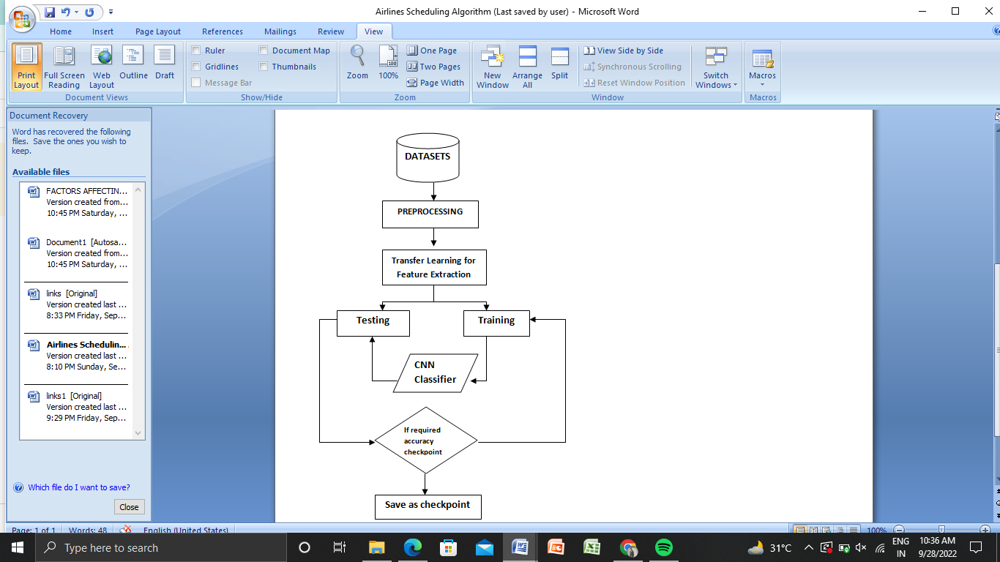 Airlines Scheduling Algorithm (Last saved by user) - Microsoft Word
Home Insert Page Layout References Mailings Review View
Print Layout
Full Screen Reading
Web Layout
Outline
Draft
Document Views
Ruler
Gridlines
Message Bar
Document Map
Thumbnails
Show/Hide
Zoom
100
100%
One Page
Two Pages
Page Width
Zoom
New Window
Arrange All
Split
View Side by Side
Synchronous Scrolling
Reset Window Position
Switch Windows
Window
Macros
Macros
Document Recovery
Word has recovered the following
files. Save the ones you wish to
keep.
Available files
FACTORS AFFECTIN...
Version created from...
10:45 PM Saturday, ...
Document1 [Autosa...
Version created from...
10:45 PM Saturday, ...
links [Original]
Version created last ...
8:33 PM Friday, Sep...
Airlines Schedulin...
Version created last ...
8:10 PM Sunday, Se...
links1 [Original]
Version created last ...
9:29 PM Friday, Sep...
Which file do I want to save?
Close
DATASETS
PREPROCESSING
Transfer Learning for
Feature Extraction
Testing
Training
CNN
Classifier
If required
accuracy
checkpoint
Save as checkpoint
Page: 1 of 1 Words: 48 English (United States) 100%
Type here to search
31°C
ENG
IN
10:36 AM
9/28/2022